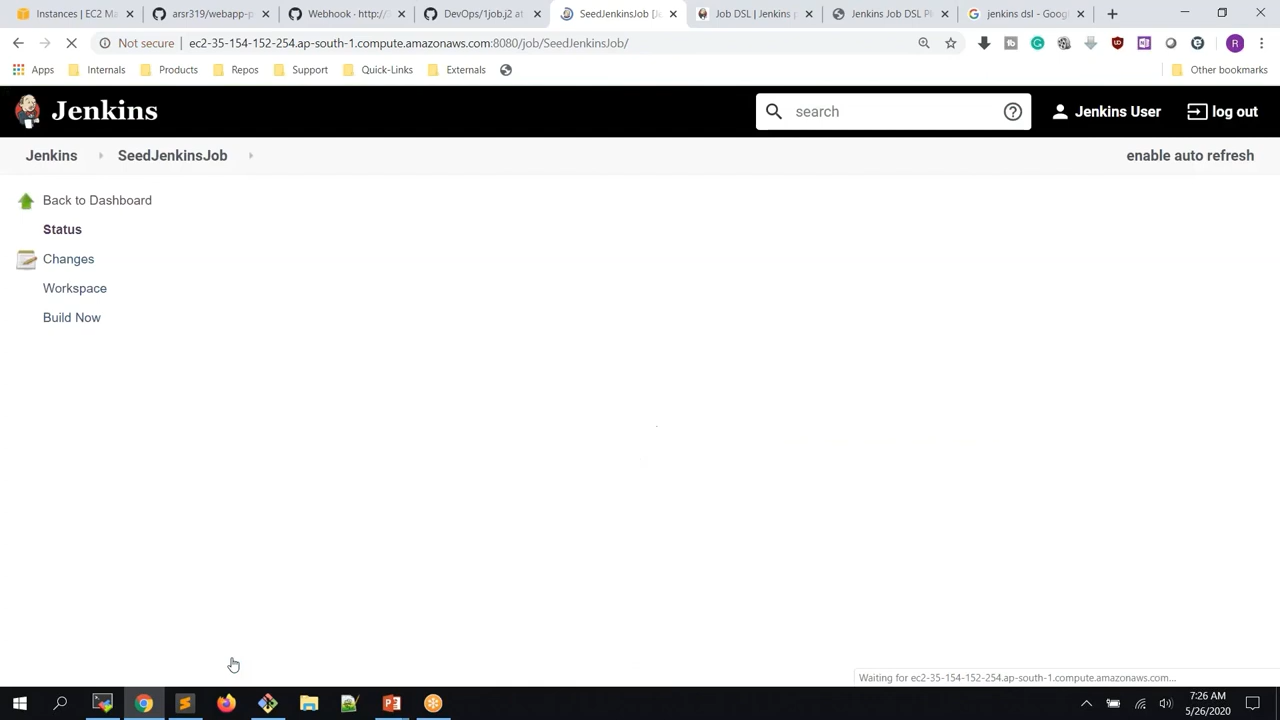 Instances | EC2 Ma
arsr319/webapp-p
Webhook - http://
DevOps/1job.j2 at
SeedJenkinsJob [Je
Job DSL | Jenkins p
Jenkins Job DSL Pl
jenkins dsl - Goog
Not secure
ec2-35-154-152-254.ap-south-1.compute.amazonaws.com:8080/job/SeedJenkinsJob/
Apps
Internals
Products
Repos
Support
Quick-Links
Externals
Other bookmarks
Jenkins
search
Jenkins User
log out
Jenkins
SeedJenkinsJob
enable auto refresh
Back to Dashboard
Status
Changes
Workspace
Build Now
Waiting for ec2-35-154-152-254.ap-south-1.compute.amazonaws.com...
7:26 AM
5/26/2020